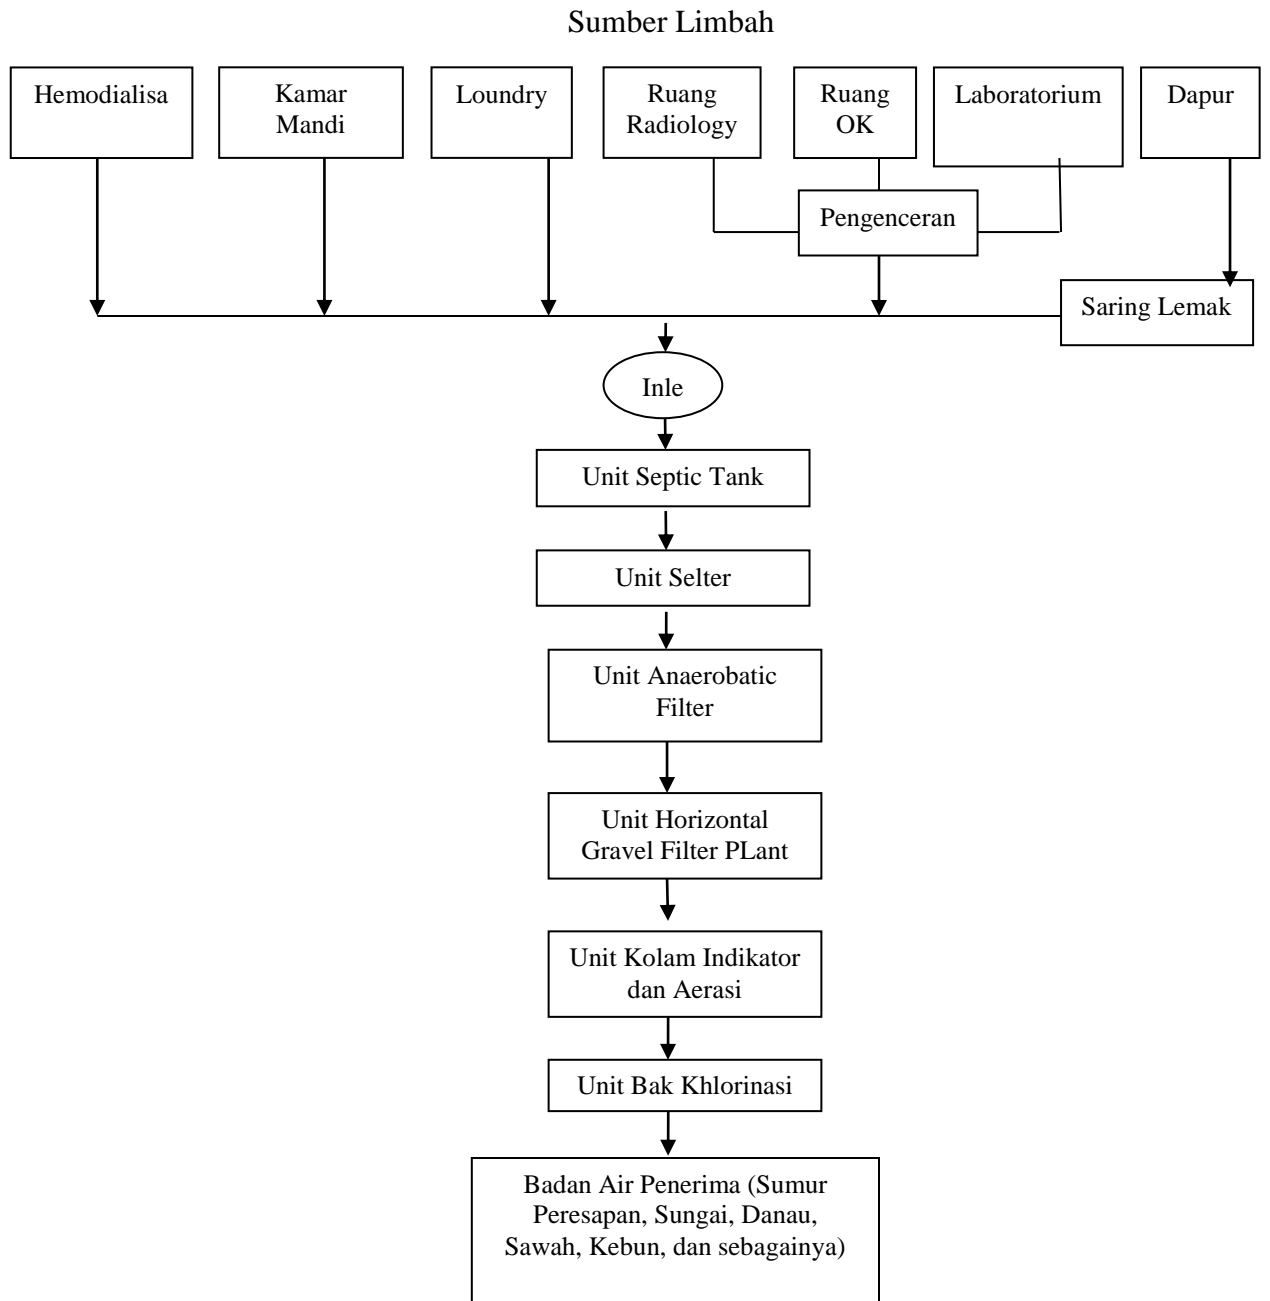 Sumber Limbah
Hemodialisa
Kamar
Mandi
Loundry
Ruang
Radiology
Ruang
OK
Laboratorium
Dapur
Pengenceran
Saring Lemak
Inle
Unit Septic Tank
Unit Selter
Unit Anaerobatic
Filter
Unit Horizontal
Gravel Filter PLant
Unit Kolam Indikator
dan Aerasi
Unit Bak Khlorinasi
Badan Air Penerima (Sumur
Peresapan, Sungai, Danau,
Sawah, Kebun, dan sebagainya)